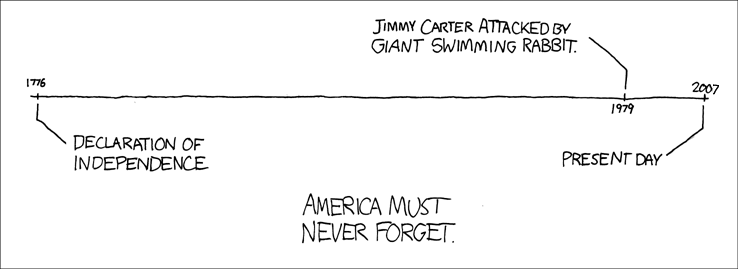 JIMMY CARTER ATTACKED BY
GIANT SWIMMING RABBIT.
1776
2007
1979
DECLARATION OF
INDEPENDENCE
PRESENT DAY
AMERICA MUST
NEVER FORGET.